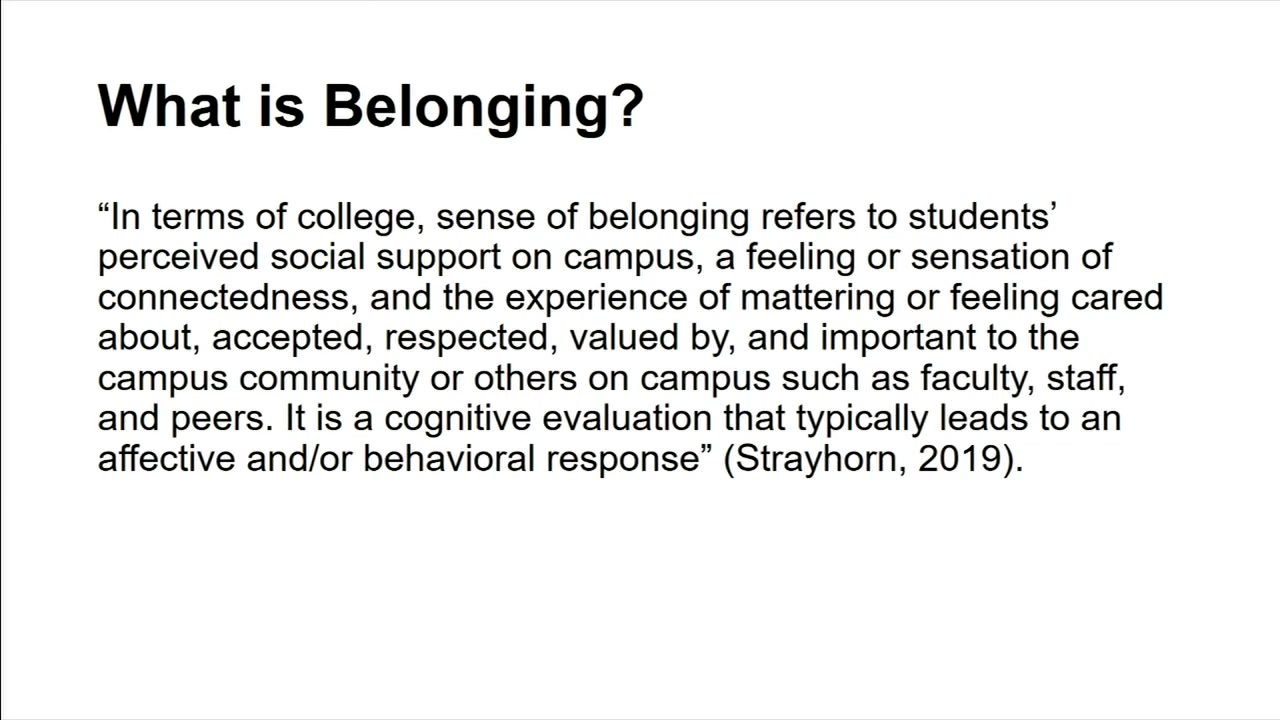 What is Belonging?
“In terms of college, sense of belonging refers to students’
perceived social support on campus, a feeling or sensation of
connectedness, and the experience of mattering or feeling cared
about, accepted, respected, valued by, and important to the
campus community or others on campus such as faculty, staff,
and peers. It is a cognitive evaluation that typically leads to an
affective and/or behavioral response” (Strayhorn, 2019).